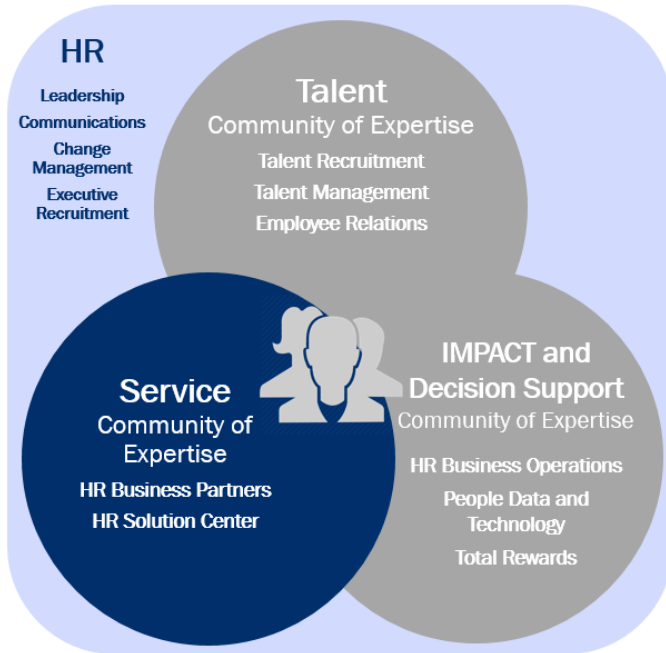 HR
Leadership
Communications
Change
Management
Executive
Recruitment
Talent
Community of Expertise
Talent Recruitment
Talent Management
Employee Relations
Service
Community of
Expertise
HR Business Partners
HR Solution Center
IMPACT and
Decision Support
Community of Expertise
HR Business Operations
People Data and
Technology
Total Rewards